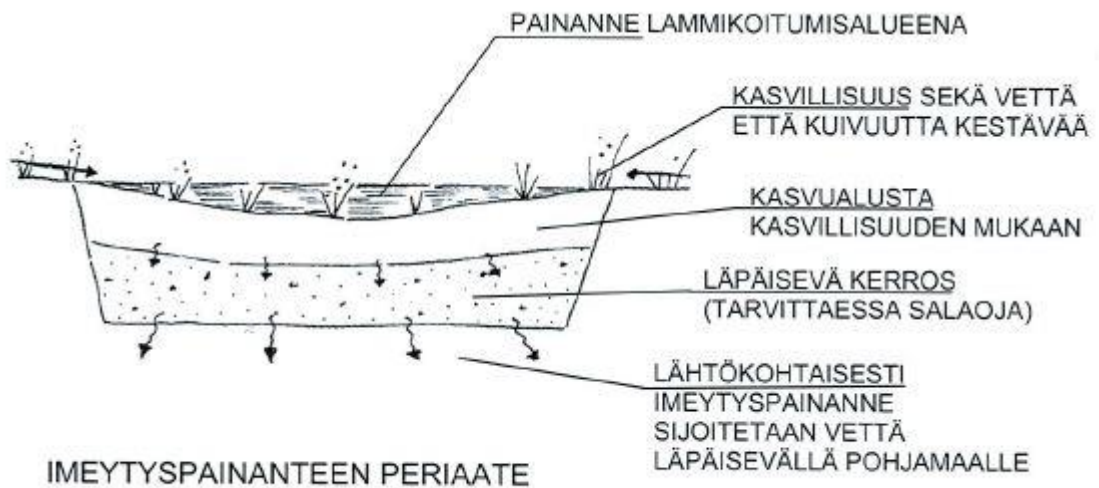 PAINANNE LAMMIKOITUMISALUEENA
KASVILLISUUS SEKÄ VETTÄ
ETTÄ KUIVUUTTA KESTÄVÄÄ
KASVUALUSTA
KASVILLISUUDEN MUKAAN
LÄPÄISEVÄ KERROS
(TARVITTAESSA SALAOJA)
LÄHTÖKOHTAISESTI
IMEYTYSPAINANNE
SIJOITETAAN VETTÄ
LÄPÄISEVÄLLÄ POHJAMAALLE
IMEYTYSPAINANTEEN PERIAATE